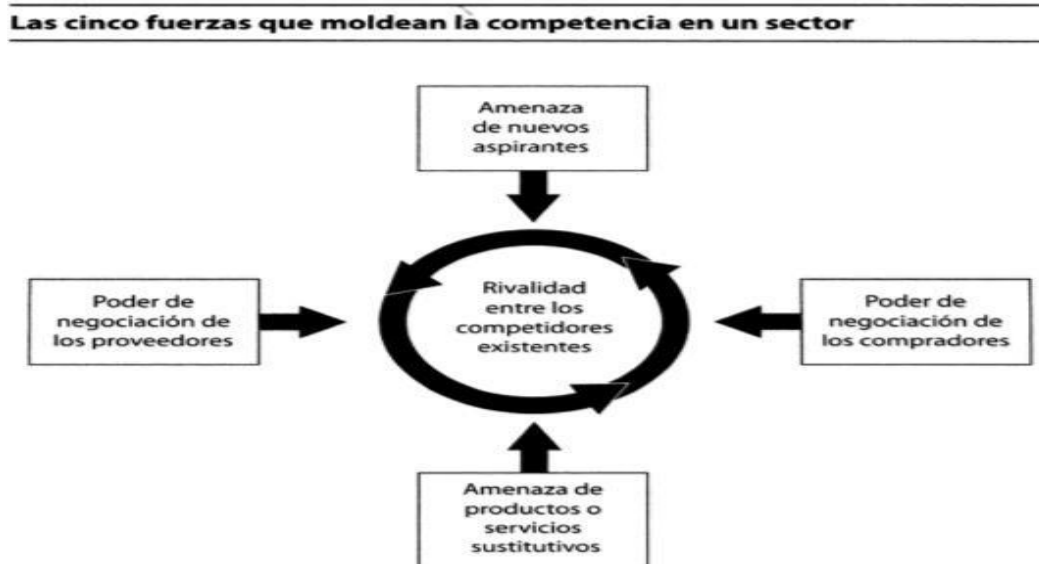 Las cinco fuerzas que moldean la competencia en un sector
Amenaza
de nuevos
aspirantes
Poder de
negociación de
los proveedores
Rivalidad
entre los
competidores
existentes
Poder de
negociación de
los compradores
Amenaza de
productos o
servicios
sustitutivos